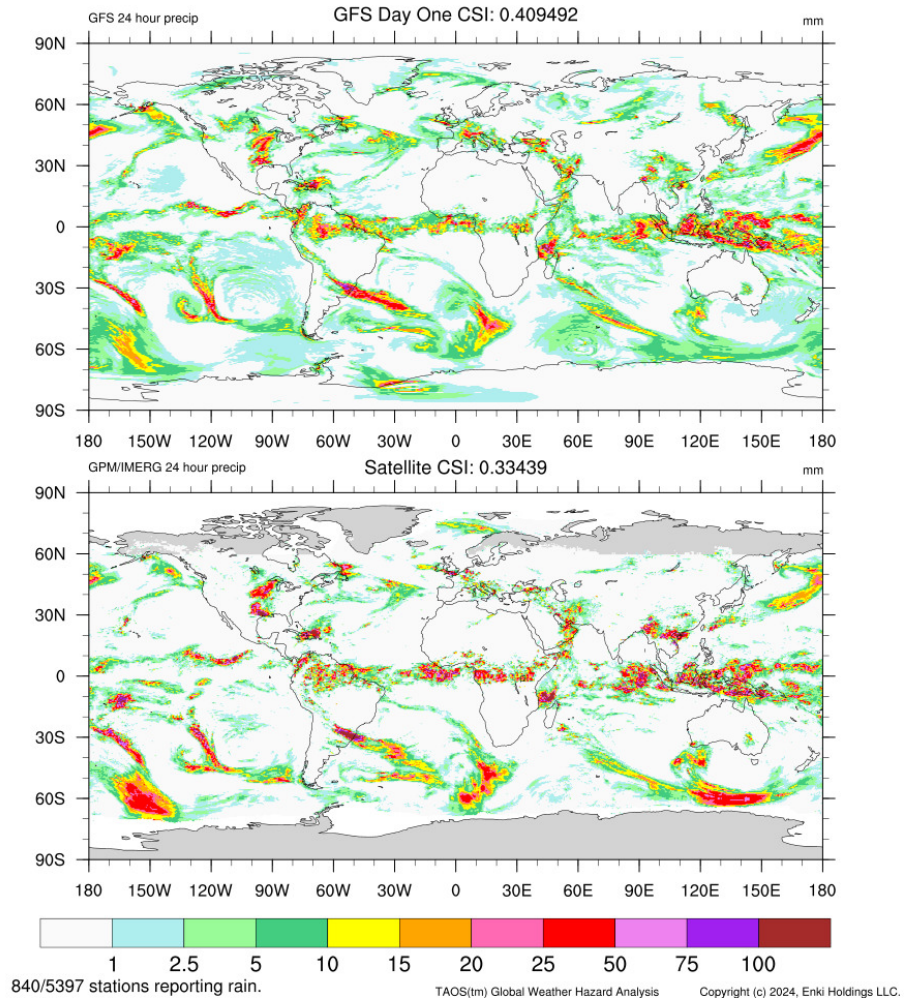 GFS 24 hour precip
GFS Day One CSI: 0.409492
mm
90N
60N
30N
0
30S
60S
90S
180 150W 120W 90W 60W 30W 0 30E 60E 90E 120E 150E 180
GPM/IMERG 24 hour precip
Satellite CSI: 0.33439
mm
90N
60N
30N
0
30S
60S
90S
180 150W 120W 90W 60W 30W 0 30E 60E 90E 120E 150E 180
1 2.5 5 10 15 20 25 50 75 100
840/5397 stations reporting rain.
TAOS(tm) Global Weather Hazard Analysis
Copyright (c) 2024, Enki Holdings LLC.